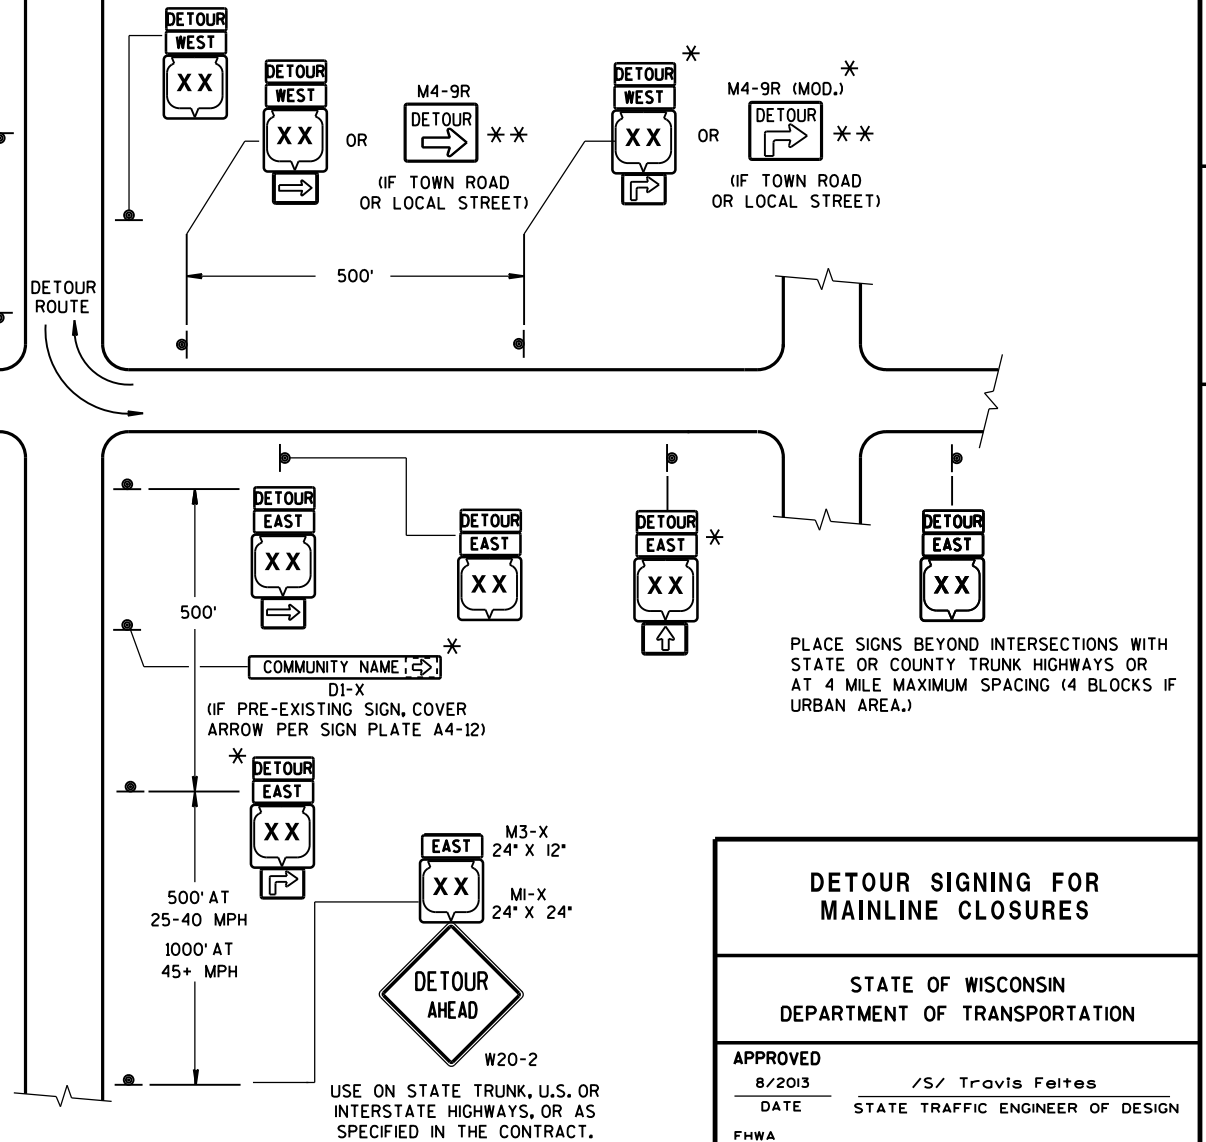 DETOUR
WEST
XX
DETOUR
WEST
XX
OR
M4-9R
DETOUR
**
(IF TOWN ROAD
OR LOCAL STREET)
*
DETOUR
WEST
XX
OR
*
M4-9R (MOD.)
DETOUR
**
(IF TOWN ROAD
OR LOCAL STREET)
500'
DETOUR
ROUTE
DETOUR
EAST
XX
500'
DETOUR
EAST
XX
DETOUR
EAST
*
XX
DETOUR
EAST
XX
PLACE SIGNS BEYOND INTERSECTIONS WITH
STATE OR COUNTY TRUNK HIGHWAYS OR
AT 4 MILE MAXIMUM SPACING (4 BLOCKS IF
URBAN AREA.)
*
COMMUNITY NAME
D1-X
(IF PRE-EXISTING SIGN, COVER
ARROW PER SIGN PLATE A4-12)
*
DETOUR
EAST
XX
500' AT
25-40 MPH
1000' AT
45+ MPH
EAST
XX
M3-X
24" X 12"
M1-X
24" X 24"
DETOUR
AHEAD
W20-2
USE ON STATE TRUNK, U.S. OR
INTERSTATE HIGHWAYS, OR AS
SPECIFIED IN THE CONTRACT.
DETOUR SIGNING FOR
MAINLINE CLOSURES
STATE OF WISCONSIN
DEPARTMENT OF TRANSPORTATION
APPROVED
8/2013 /S/ Travis Feltes
DATE STATE TRAFFIC ENGINEER OF DESIGN
FHWA